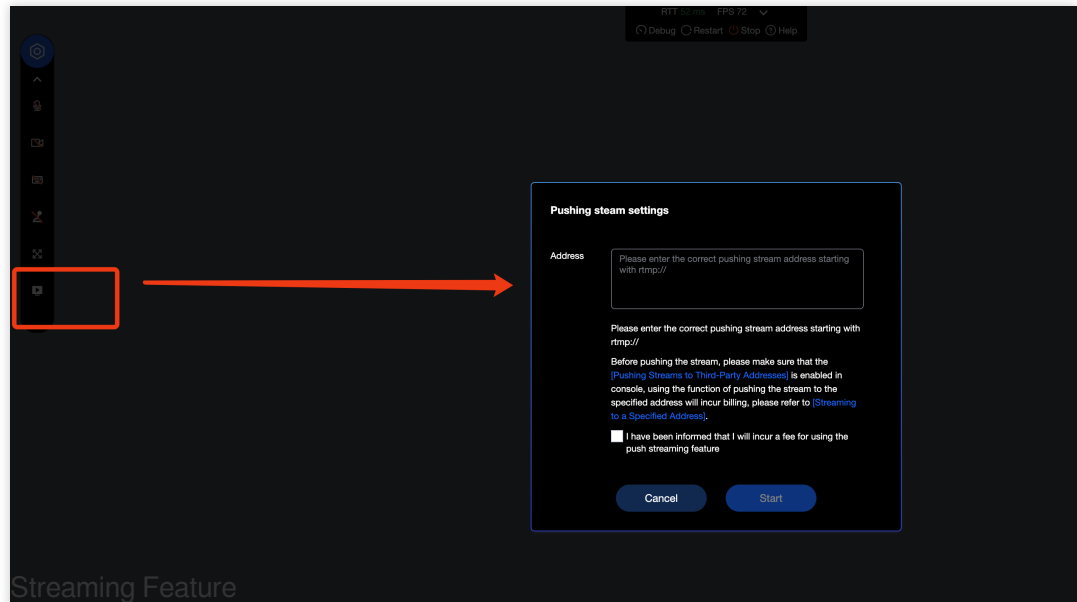 RTT 52 ms FPS 72
Debug Restart Stop Help
Pushing steam settings
Address
Please enter the correct pushing stream address starting
with rtmp://
Please enter the correct pushing stream address starting with
rtmp://
Before pushing the stream, please make sure that the
[Pushing Streams to Third-Party Addresses] is enabled in
console, using the function of pushing the stream to the
specified address will incur billing, please refer to [Streaming
to a Specified Address].
I have been informed that I will incur a fee for using the
push streaming feature
Cancel Start
Streaming Feature